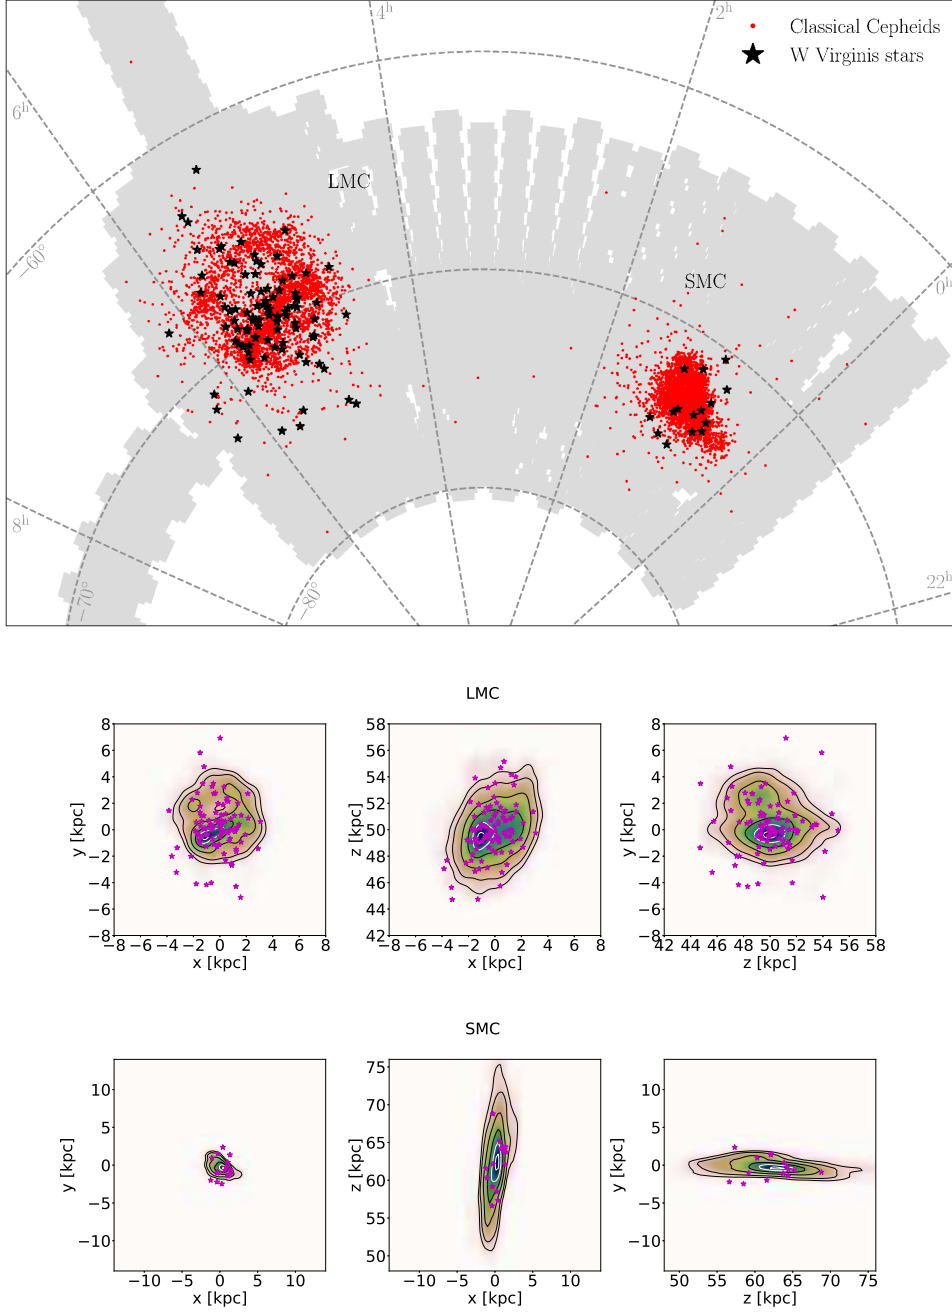 4ʰ
2ʰ
Classical Cepheids
W Virginis stars
6ʰ
LMC
−60°
SMC
0ʰ
8ʰ
−70°
−80°
22ʰ
LMC
8
6
4
2
0
−2
−4
−6
−8
y [kpc]
−8 −6 −4 −2 0 2 4 6 8
x [kpc]
58
56
54
52
50
48
46
44
42
z [kpc]
−8 −6 −4 −2 0 2 4 6 8
x [kpc]
8
6
4
2
0
−2
−4
−6
−8
y [kpc]
42 44 46 48 50 52 54 56 58
z [kpc]
SMC
10
5
0
−5
−10
y [kpc]
−10 −5 0 5 10
x [kpc]
75
70
65
60
55
50
z [kpc]
−10 −5 0 5 10
x [kpc]
10
5
0
−5
−10
y [kpc]
50 55 60 65 70 75
z [kpc]